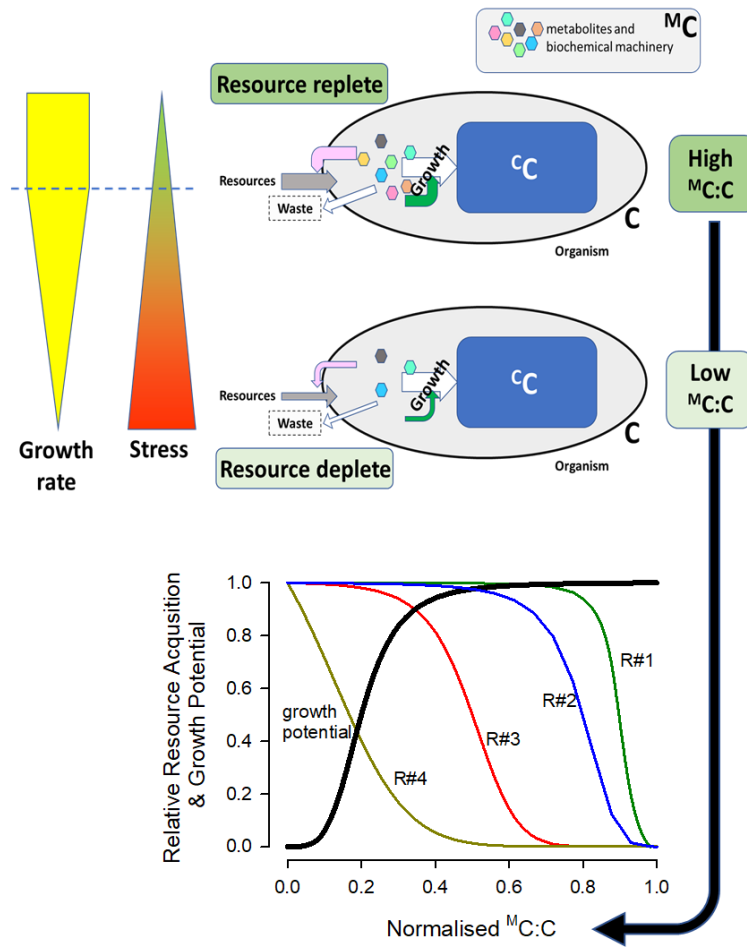 metabolites and
biochemical machinery
ᴹC
Resource replete
Resources
Waste
Growth
ᶜC
C
Organism
High
ᴹC:C
Resources
Waste
Growth
ᶜC
C
Organism
Low
ᴹC:C
Resource deplete
Growth
rate
Stress
Relative Resource Acqusition
& Growth Potential
1.0
0.8
0.6
0.4
0.2
0.0
growth
potential
R#1
R#2
R#3
R#4
0.0 0.2 0.4 0.6 0.8 1.0
Normalised ᴹC:C